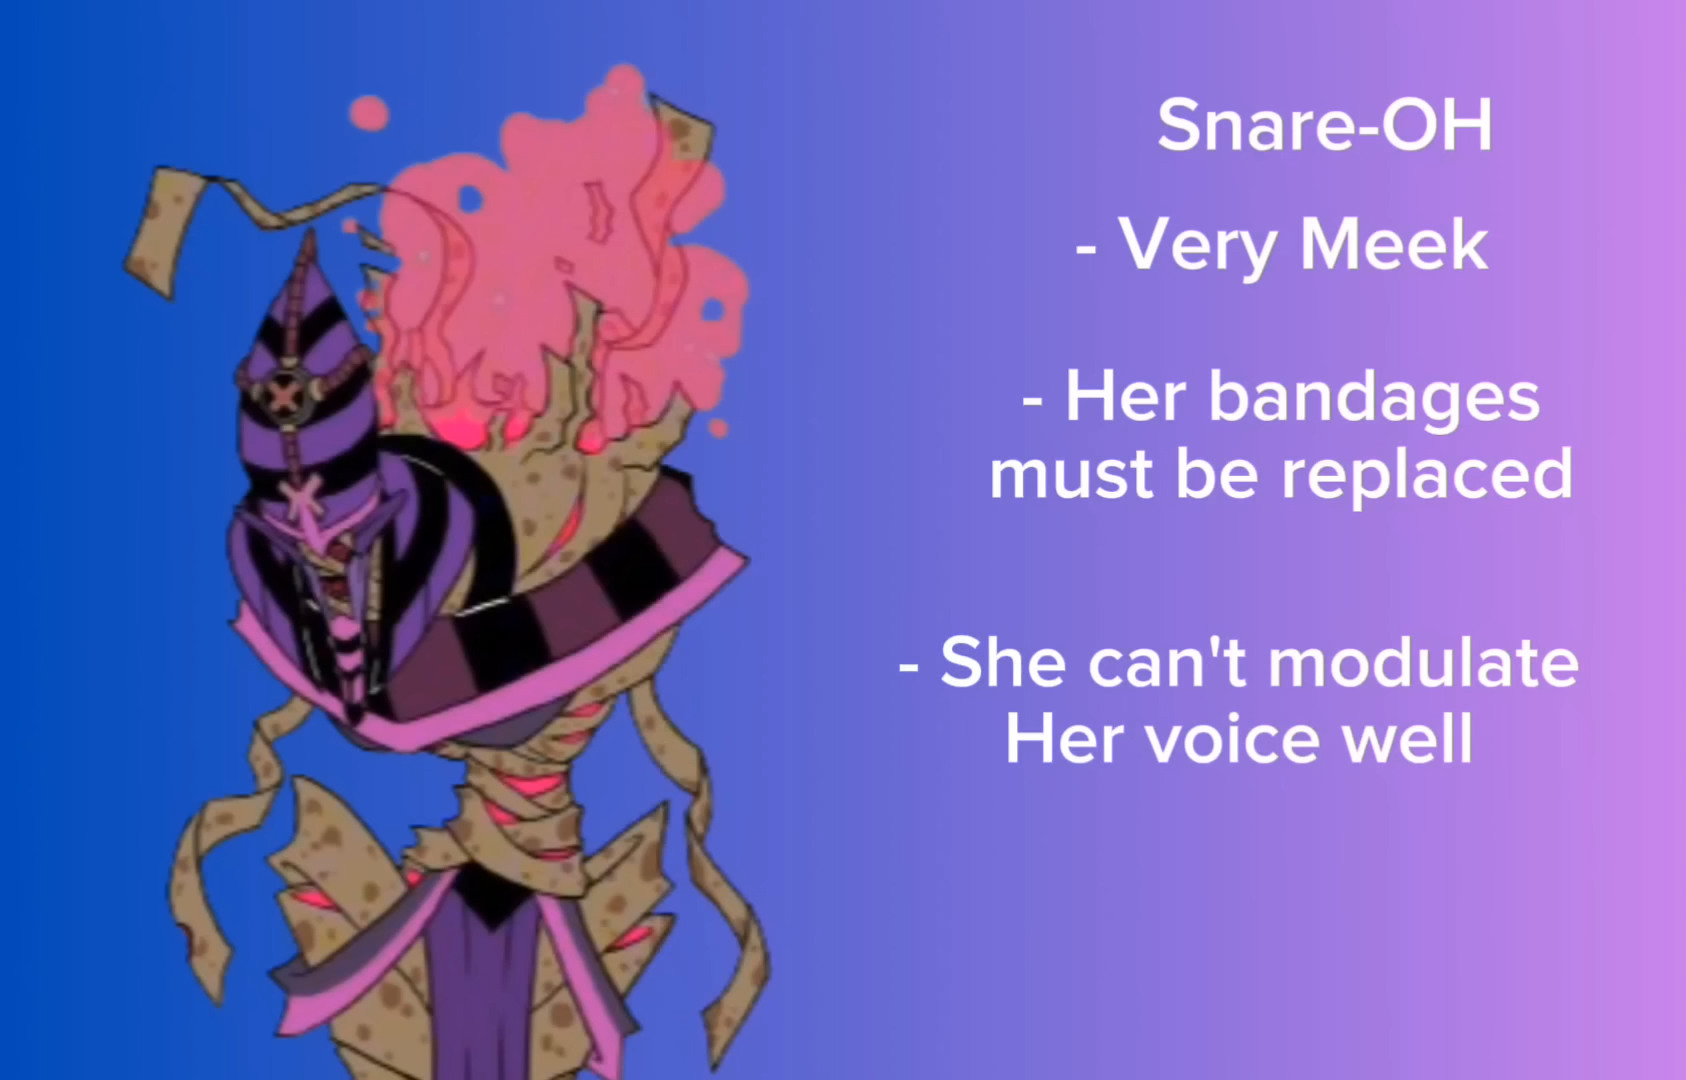 Snare-OH
- Very Meek
- Her bandages
must be replaced
- She can't modulate
Her voice well